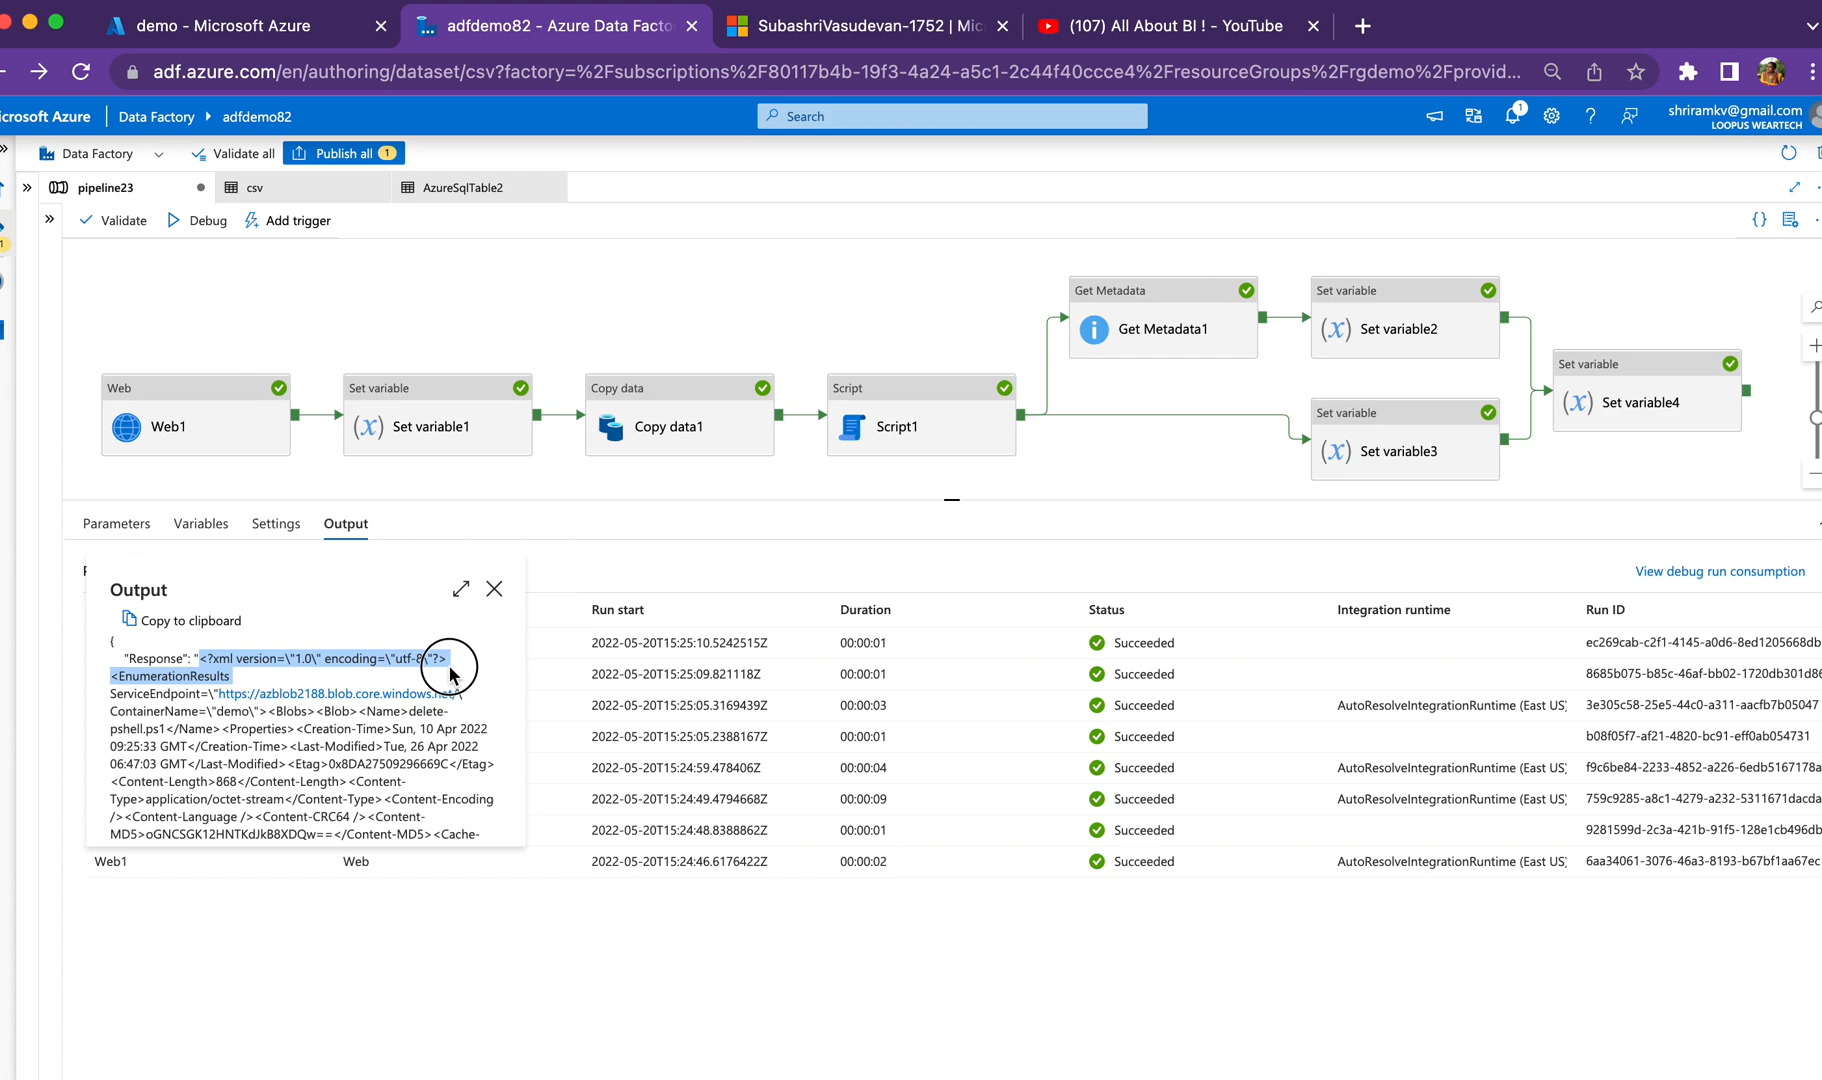 demo - Microsoft Azure
adfdemo82 - Azure Data Facto
SubashriVasudevan-1752 | Mic
(107) All About BI ! - YouTube
adf.azure.com/en/authoring/dataset/csv?factory=%2Fsubscriptions%2F80117b4b-19f3-4a24-a5c1-2c44f40ccce4%2FresourceGroups%2Frgdemo%2Fprovid...
icrosoft Azure
Data Factory
adfdemo82
Search
1
shriramkv@gmail.com
LOOPUS WEARTECH
Data Factory
Validate all
Publish all 1
pipeline23
csv
AzureSqlTable2
Validate
Debug
Add trigger
{}
1
Get Metadata
Get Metadata1
Set variable
Set variable2
Web
Web1
Set variable
Set variable1
Copy data
Copy data1
Script
Script1
Set variable
Set variable3
Set variable
Set variable4
Parameters
Variables
Settings
Output
View debug run consumption
Output
Copy to clipboard
{
"Response": "<?xml version=\"1.0\" encoding=\"utf-8\"?>
<EnumerationResults
ServiceEndpoint=\"https://azblob2188.blob.core.windows.net/\
ContainerName=\"demo\"><Blobs><Blob><Name>delete-
pshell.ps1</Name><Properties><Creation-Time>Sun, 10 Apr 2022
09:25:33 GMT</Creation-Time><Last-Modified>Tue, 26 Apr 2022
06:47:03 GMT</Last-Modified><Etag>0x8DA27509296669C</Etag>
<Content-Length>868</Content-Length><Content-
Type>application/octet-stream</Content-Type><Content-Encoding
/><Content-Language /><Content-CRC64 /><Content-
MD5>oGNCSGK12HNTKdJkB8XDQw==</Content-MD5><Cache-
Run start
Duration
Status
Integration runtime
Run ID
2022-05-20T15:25:10.5242515Z 00:00:01 Succeeded ec269cab-c2f1-4145-a0d6-8ed1205668db
2022-05-20T15:25:09.821118Z 00:00:01 Succeeded 8685b075-b85c-46af-bb02-1720db301d86
2022-05-20T15:25:05.3169439Z 00:00:03 Succeeded AutoResolveIntegrationRuntime (East US) 3e305c58-25e5-44c0-a311-aacfb7b05047
2022-05-20T15:25:05.2388167Z 00:00:01 Succeeded b08f05f7-af21-4820-bc91-eff0ab054731
2022-05-20T15:24:59.478406Z 00:00:04 Succeeded AutoResolveIntegrationRuntime (East US) f9c6be84-2233-4852-a226-6edb5167178a
2022-05-20T15:24:49.4794668Z 00:00:09 Succeeded AutoResolveIntegrationRuntime (East US) 759c9285-a8c1-4279-a232-5311671dacda
2022-05-20T15:24:48.8388862Z 00:00:01 Succeeded 9281599d-2c3a-421b-91f5-128e1cb496db
Web1 Web 2022-05-20T15:24:46.6176422Z 00:00:02 Succeeded AutoResolveIntegrationRuntime (East US) 6aa34061-3076-46a3-8193-b67bf1aa67ec